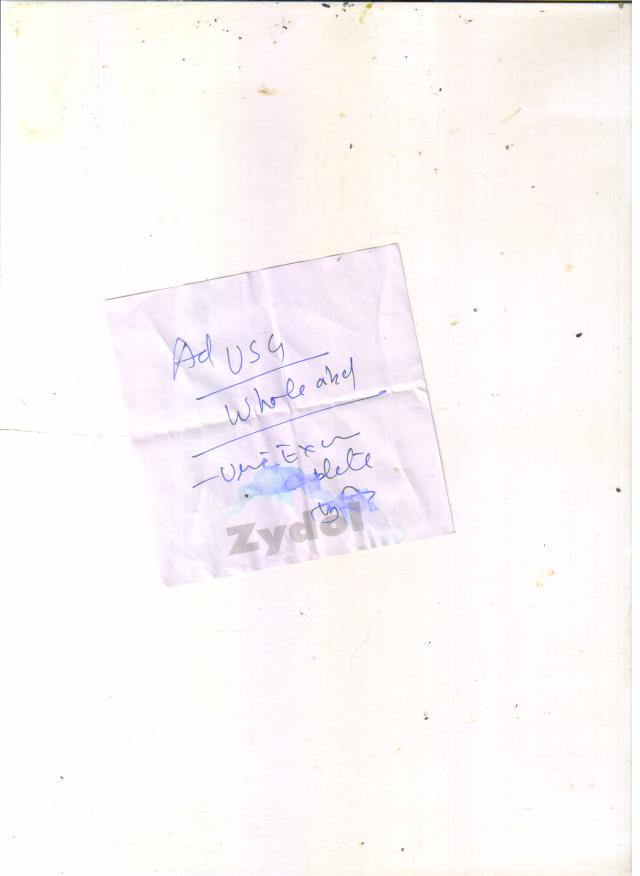 Ad USG
Whole abd
- Urine Exam
Complete
Zydol